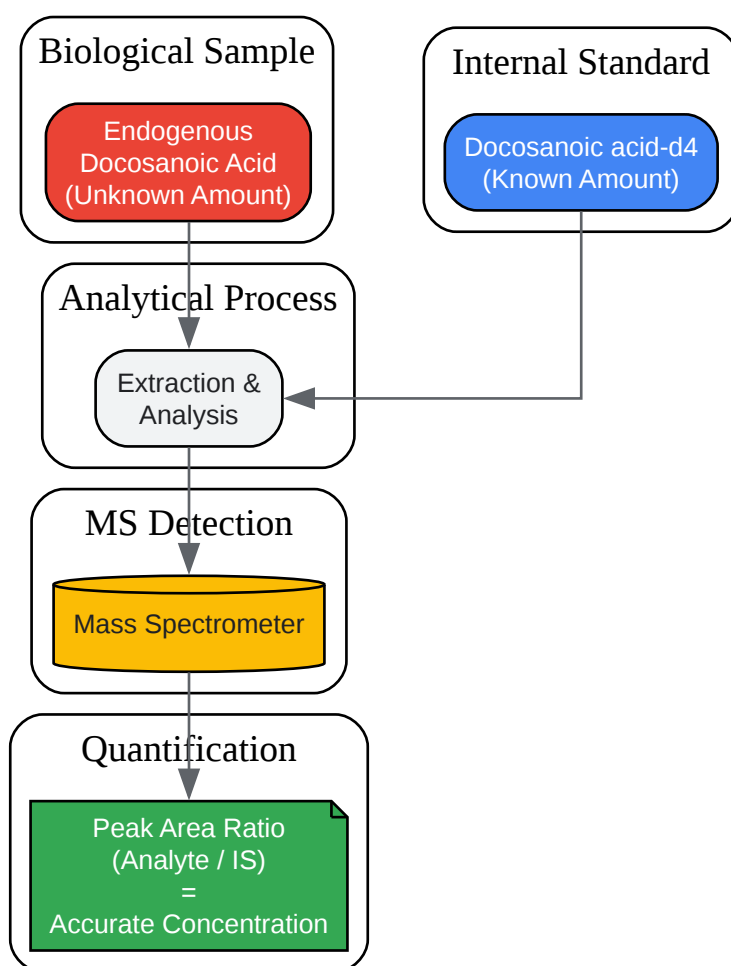 Biological Sample
Endogenous
Docosanoic Acid
(Unknown Amount)
Internal Standard
Docosanoic acid-d4
(Known Amount)
Analytical Process
Extraction &
Analysis
MS Detection
Mass Spectrometer
Quantification
Peak Area Ratio
(Analyte / IS)
=
Accurate Concentration